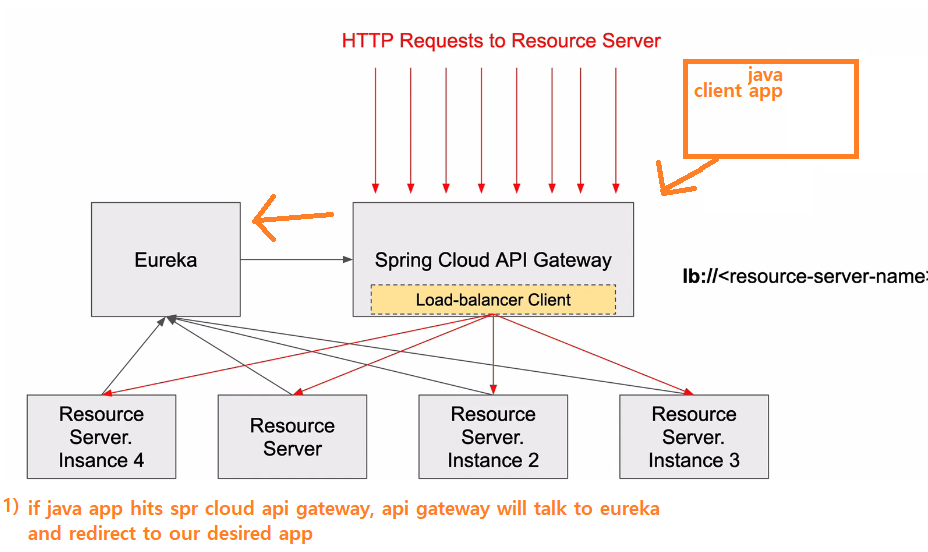 HTTP Requests to Resource Server
java
client app
Eureka
Spring Cloud API Gateway
Load-balancer Client
lb://<resource-server-name>
Resource
Server.
Insance 4
Resource
Server
Resource
Server.
Instance 2
Resource
Server.
Instance 3
1) if java app hits spr cloud api gateway, api gateway will talk to eureka
and redirect to our desired app